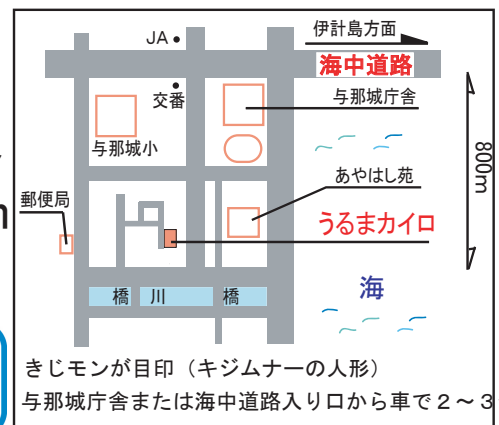 JA
伊計島方面
海中道路
交番
与那城庁舎
与那城小
800m
あやはし苑
郵便局
うるまカイロ
海
橋 川 橋
きじモンが目印（キジムナーの人形）
与那城庁舎または海中道路入り口から車で２～３